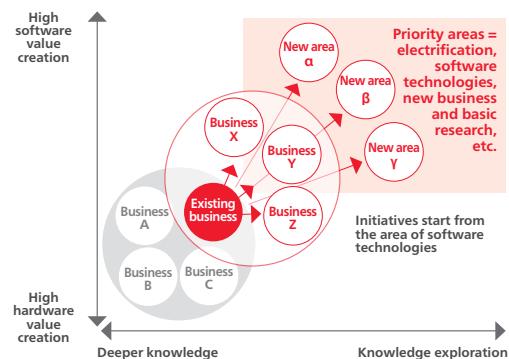 High
software
value
creation
New area
α
Priority areas =
electrification,
software
technologies,
new business
and basic
research,
etc.
New area
β
Business
X
Business
Y
New area
γ
Existing
business
Business
A
Business
Z
Initiatives start from
the area of software
technologies
Business
B
Business
C
High
hardware
value
creation
Deeper knowledge
Knowledge exploration